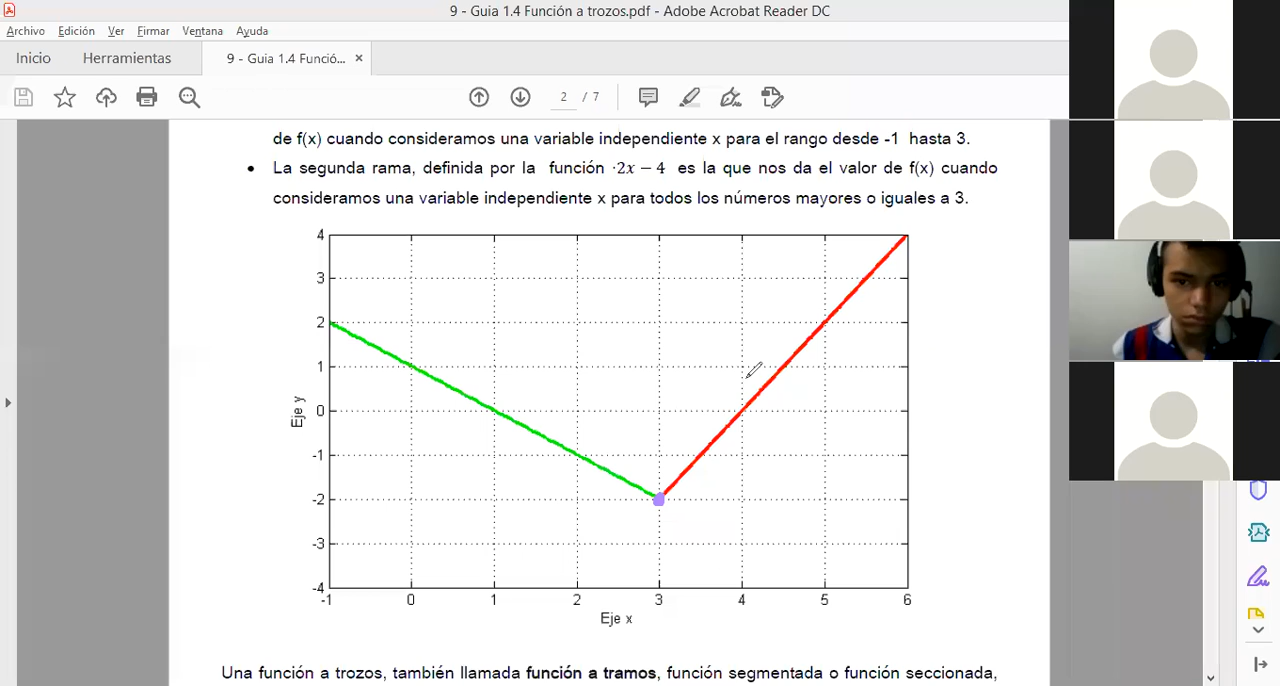 9 - Guia 1.4 Función a trozos.pdf - Adobe Acrobat Reader DC
Archivo Edición Ver Firmar Ventana Ayuda
Inicio Herramientas 9 - Guia 1.4 Funció... ×
2 / 7
de f(x) cuando consideramos una variable independiente x para el rango desde -1 hasta 3.
• La segunda rama, definida por la función ·2x − 4 es la que nos da el valor de f(x) cuando
consideramos una variable independiente x para todos los números mayores o iguales a 3.
4
3
2
1
0
-1
-2
-3
-4
Eje y
-1 0 1 2 3 4 5 6
Eje x
Una función a trozos, también llamada función a tramos, función segmentada o función seccionada,